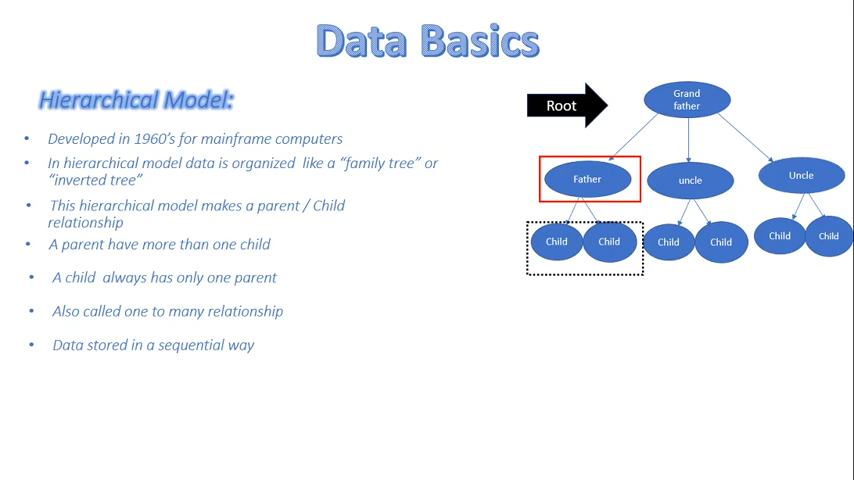 Data Basics
Hierarchical Model:
Developed in 1960's for mainframe computers
In hierarchical model data is organized like a “family tree” or
“inverted tree”
This hierarchical model makes a parent / Child
relationship
A parent have more than one child
A child always has only one parent
Also called one to many relationship
Data stored in a sequential way
Root
Grand
father
Father
uncle
Uncle
Child
Child
Child
Child
Child
Child